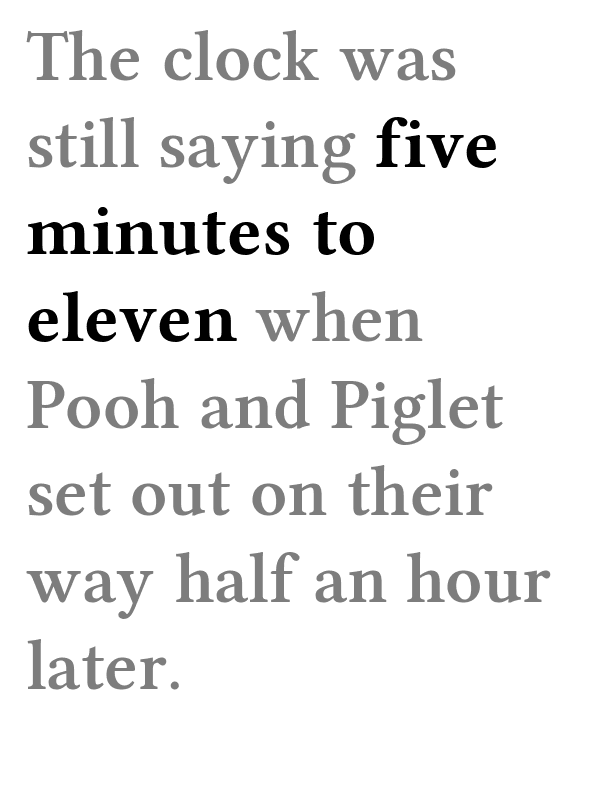 The clock was
still saying five
minutes to
eleven when
Pooh and Piglet
set out on their
way half an hour
later.